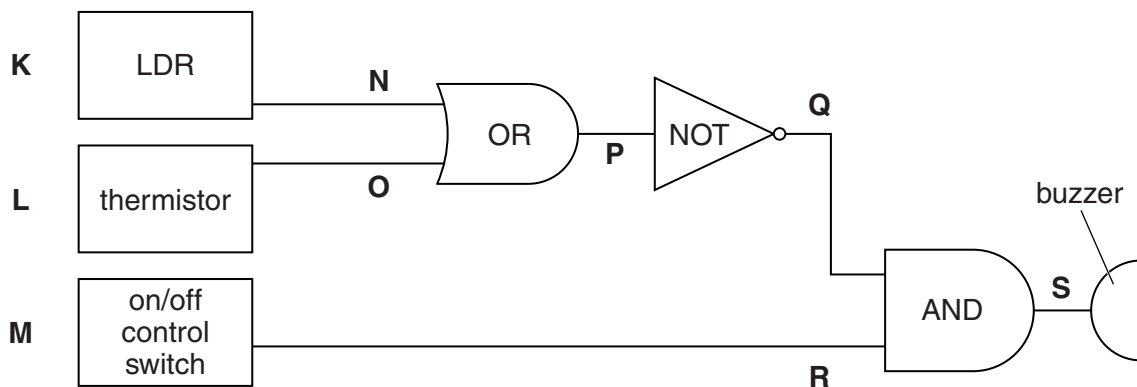 K
LDR
N
OR
P
NOT
Q
O
L
thermistor
buzzer
M
on/off
control
switch
R
AND
S